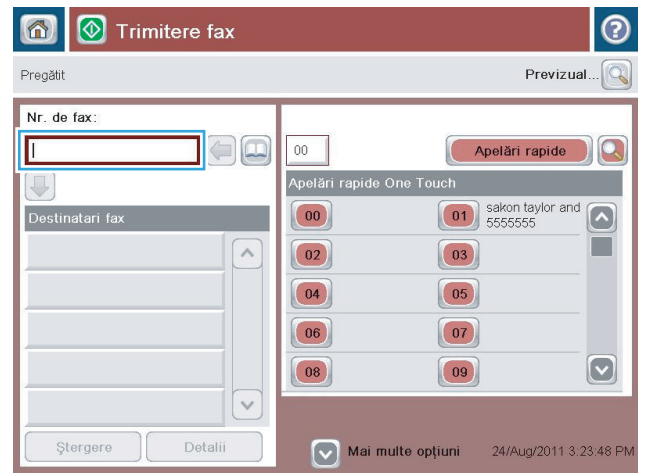 Trimitere fax
Pregătit
Previzual...
Nr. de fax:
00
Apelări rapide
Apelări rapide One Touch
Destinatari fax
00
01
sakon taylor and
5555555
02
03
04
05
06
07
08
09
Ştergere
Detalii
Mai multe opţiuni
24/Aug/2011 3:23:48 PM